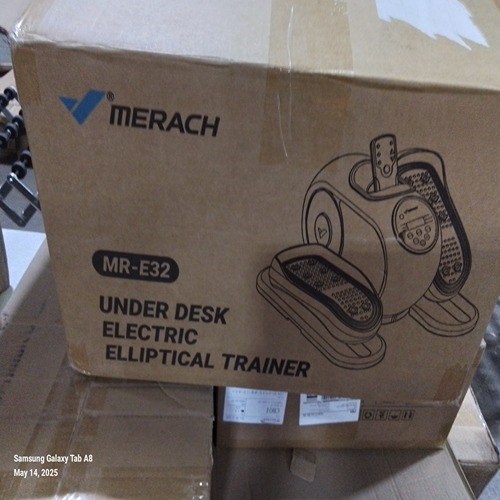 MERACH®
MR-E32
UNDER DESK
ELECTRIC
ELLIPTICAL TRAINER
Samsung Galaxy Tab A8
May 14, 2025